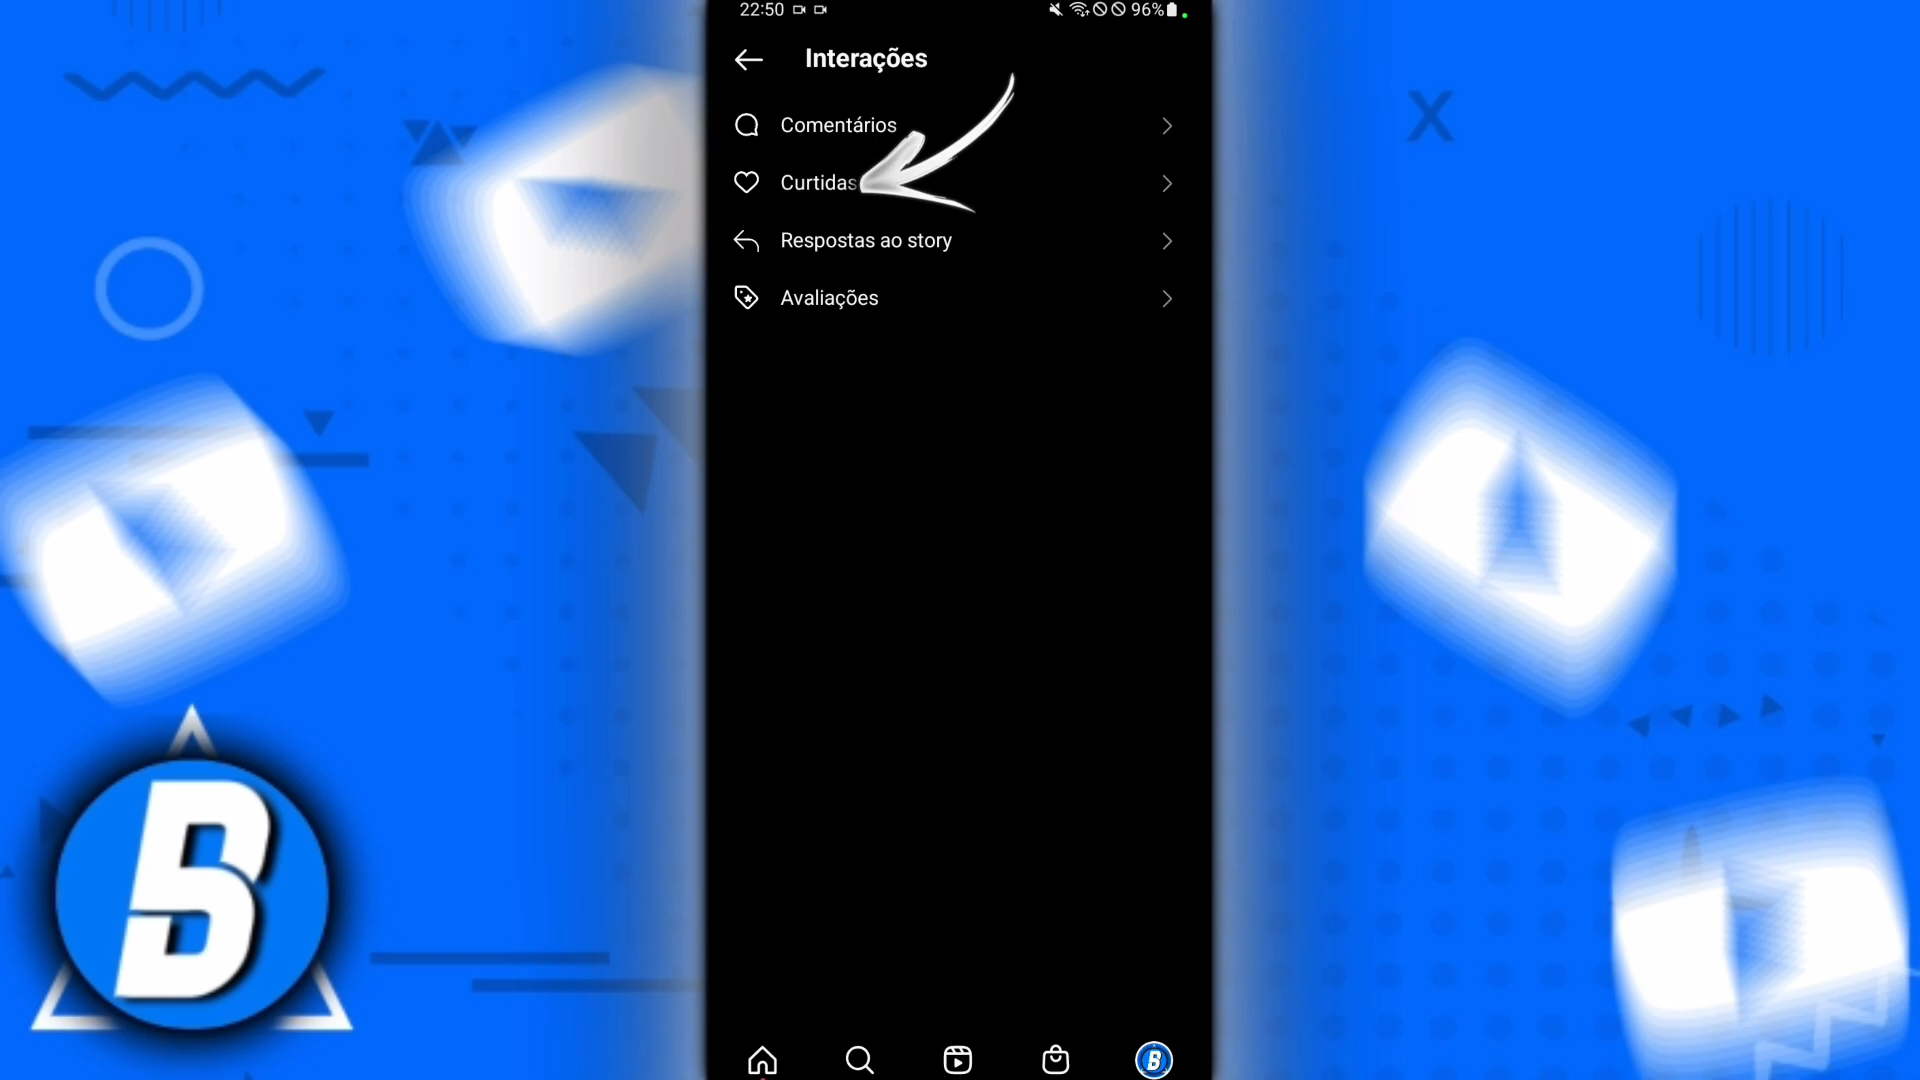 22:50
96%
Interações
Comentários
Curtidas
Respostas ao story
Avaliações
X
B
B